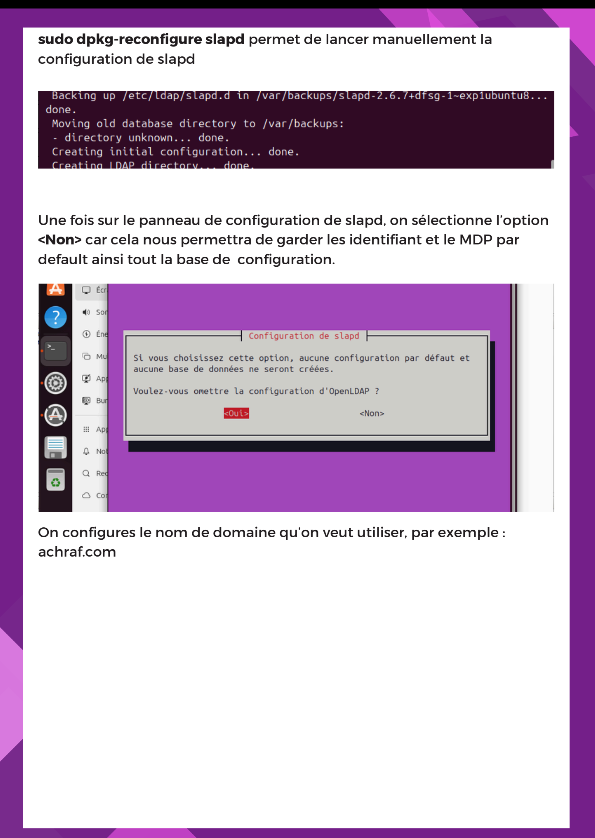 sudo dpkg-reconfigure slapd permet de lancer manuellement la
configuration de slapd
Backing up /etc/ldap/slapd.d in /var/backups/slapd-2.6.7+dfsg-1~exp1ubuntu8...
done.
Moving old database directory to /var/backups:
- directory unknown... done.
Creating initial configuration... done.
Creating LDAP directory... done.
Une fois sur le panneau de configuration de slapd, on sélectionne l'option
<Non> car cela nous permettra de garder les identifiant et le MDP par
default ainsi tout la base de  configuration.
Écr
Sor
Éne
Mu
App
Bur
App
Not
Rec
Cor
Configuration de slapd
Si vous choisissez cette option, aucune configuration par défaut et
aucune base de données ne seront créées.
Voulez-vous omettre la configuration d'OpenLDAP ?
<Oui> <Non>
On configures le nom de domaine qu'on veut utiliser, par exemple :
achraf.com